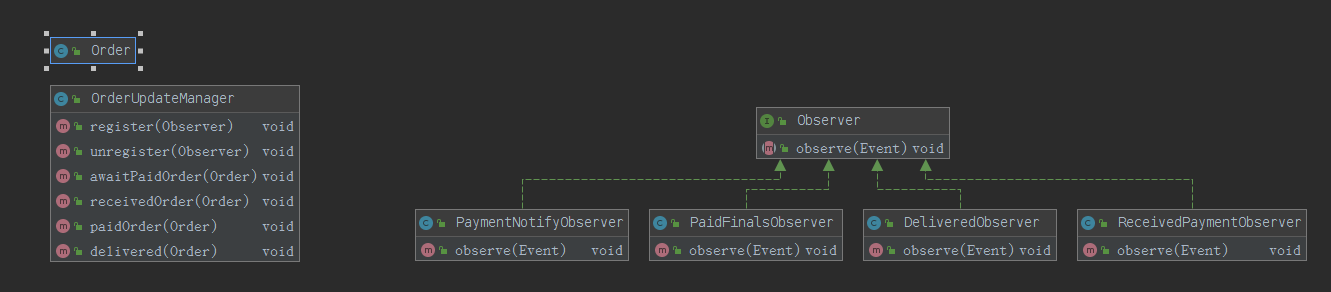 Order
OrderUpdateManager
register(Observer) void
unregister(Observer) void
awaitPaidOrder(Order) void
receivedOrder(Order) void
paidOrder(Order) void
delivered(Order) void
Observer
observe(Event) void
PaymentNotifyObserver
observe(Event) void
PaidFinalsObserver
observe(Event) void
DeliveredObserver
observe(Event) void
ReceivedPaymentObserver
observe(Event) void